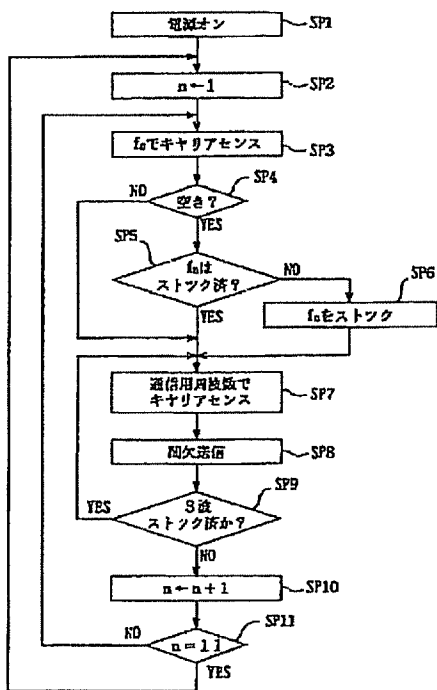 電源オン
SP1
n←1
SP2
fnでキャリアセンス
SP3
SP4
NO
空き?
YES
SP5
fnは
ストック済?
NO
SP6
fnをストック
YES
通信用周波数で
キャリアセンス
SP7
間欠送信
SP8
SP9
YES
3波
ストック済か?
NO
n←n+1
SP10
SP11
NO
n=11
YES